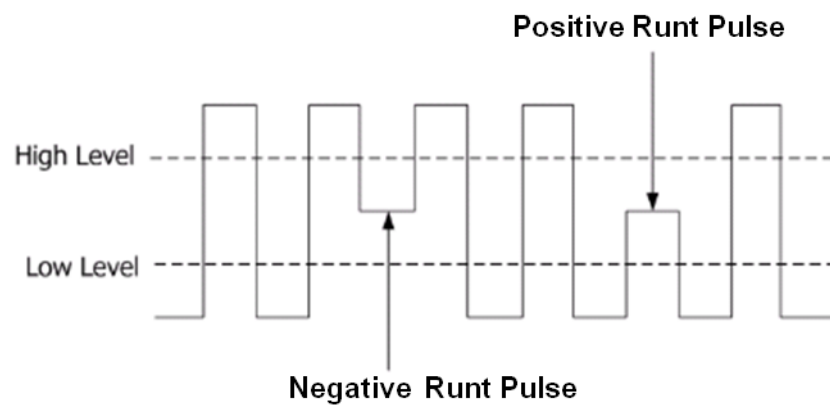 Positive Runt Pulse
High Level
Low Level
Negative Runt Pulse